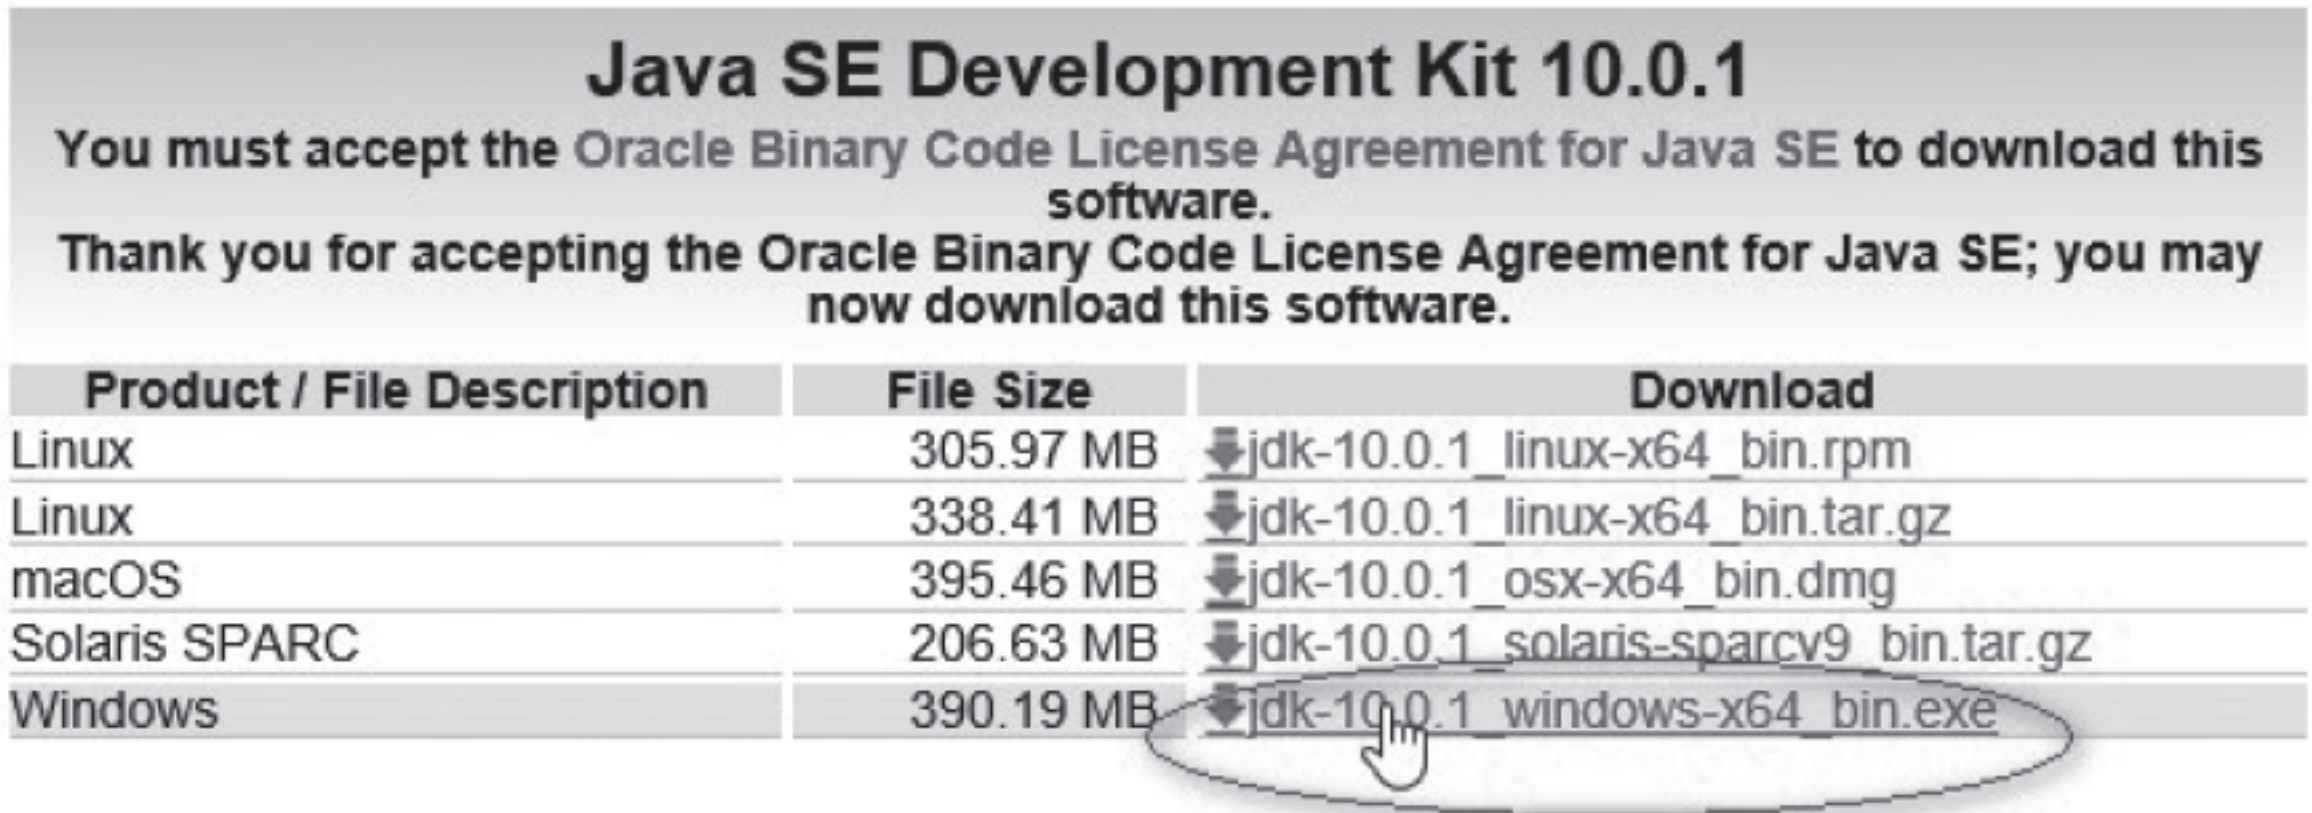 Java SE Development Kit 10.0.1
You must accept the Oracle Binary Code License Agreement for Java SE to download this
software.
Thank you for accepting the Oracle Binary Code License Agreement for Java SE; you may
now download this software.
Product / File Description File Size Download
Linux 305.97 MB jdk-10.0.1_linux-x64_bin.rpm
Linux 338.41 MB jdk-10.0.1_linux-x64_bin.tar.gz
macOS 395.46 MB jdk-10.0.1_osx-x64_bin.dmg
Solaris SPARC 206.63 MB jdk-10.0.1_solaris-sparcv9_bin.tar.gz
Windows 390.19 MB jdk-10.0.1_windows-x64_bin.exe